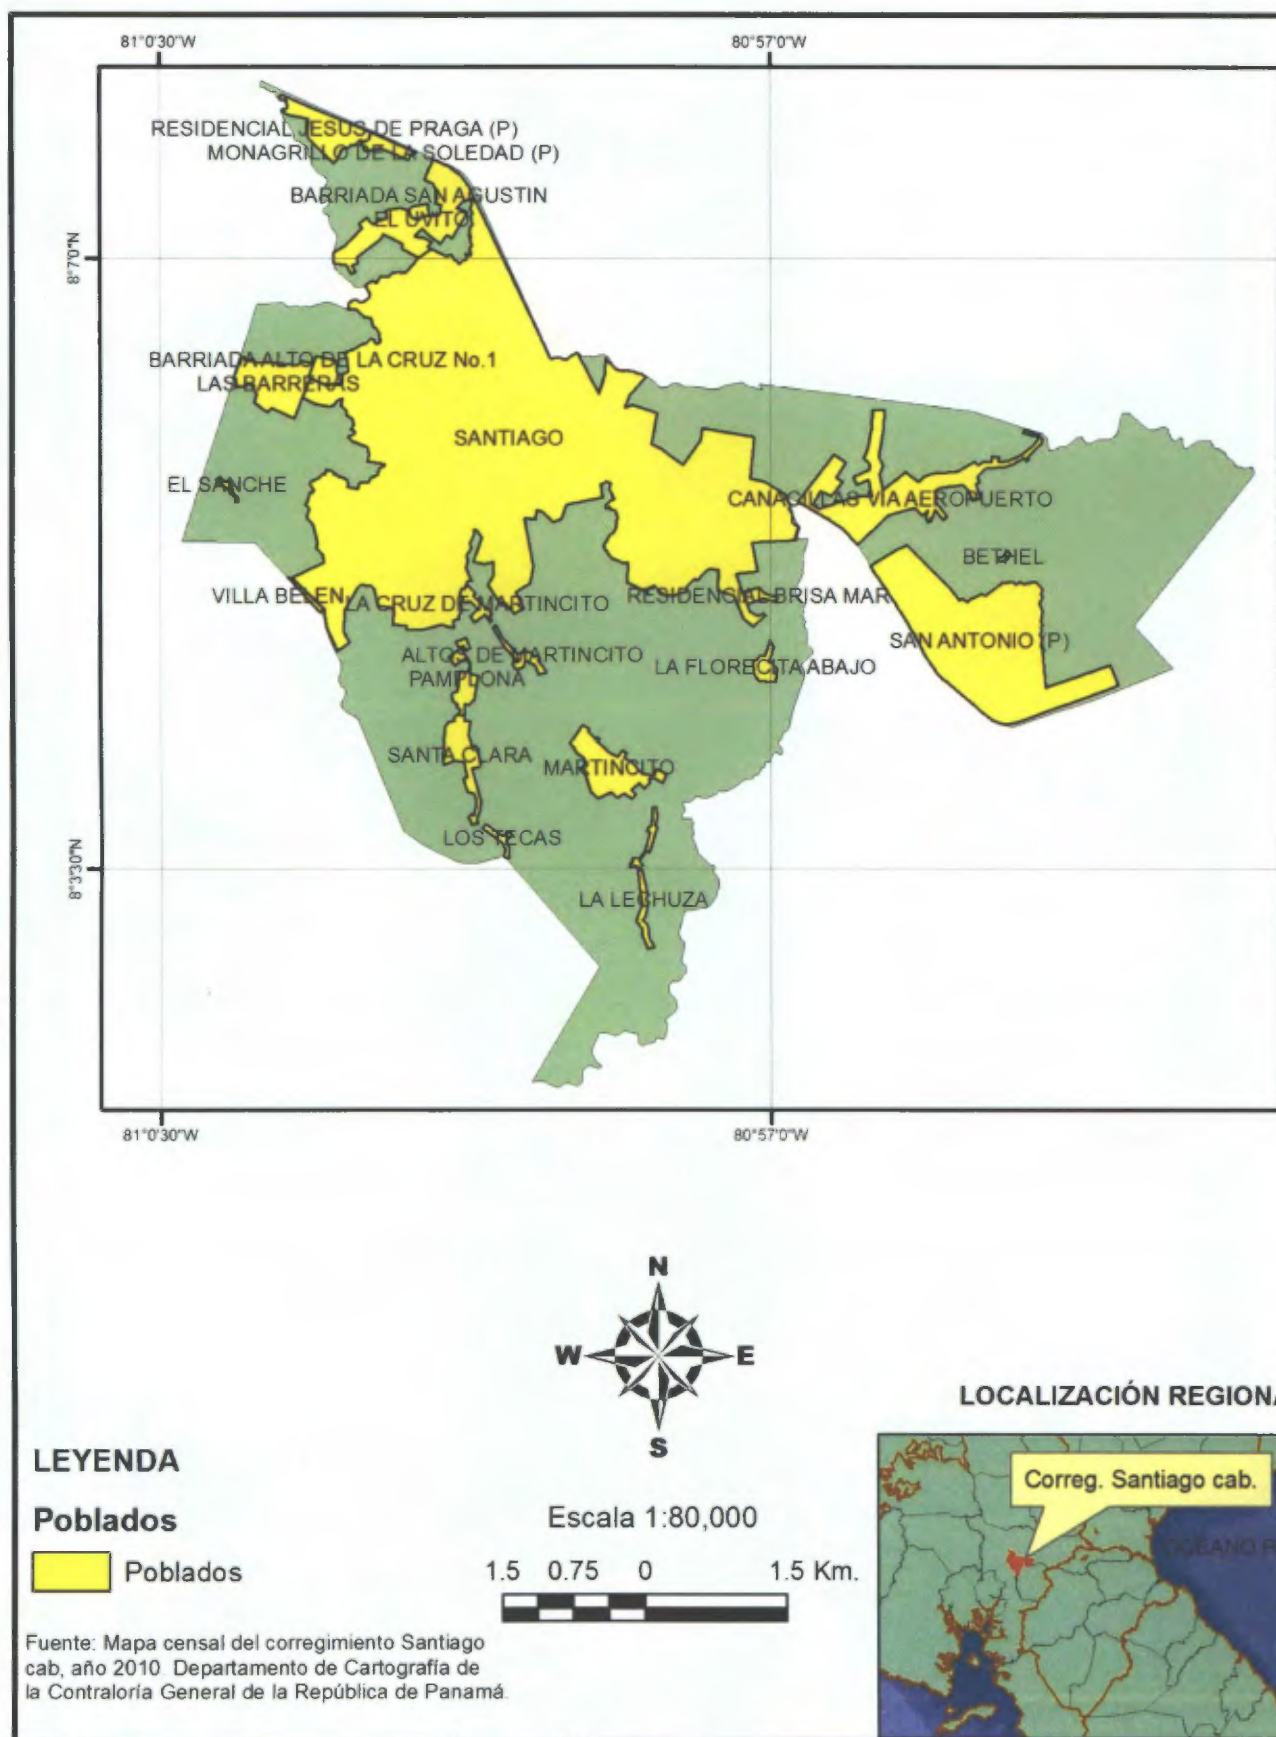 81°0'30"W
80°57'0"W
8°7'0"N
RESIDENCIAL JESUS DE PRAGA (P)
MONAGRILLO DE LA SOLEDAD (P)
BARRIADA SAN AGUSTIN
EL UVITO
BARRIADA ALTO DE LA CRUZ No.1
LAS BARRERAS
SANTIAGO
EL SANCHE
CANACILLAS VIA AEROPUERTO
BETHEL
VILLA BELEN
LA CRUZ DE MARTINCITO
RESIDENCIAL BRISA MAR
SAN ANTONIO (P)
ALTOS DE MARTINCITO
LA FLORECITA ABAJO
PAMPLONA
SANTA CLARA
MARTINCITO
LOS TECAS
8°3'30"N
LA LECHUZA
81°0'30"W
80°57'0"W
N
W E
S
LOCALIZACIÓN REGIONA
LEYENDA
Poblados
Poblados
Escala 1:80,000
1.5 0.75 0 1.5 Km.
Correg. Santiago cab.
OCEANO P
Fuente: Mapa censal del corregimiento Santiago
cab, año 2010. Departamento de Cartografía de
la Contraloría General de la República de Panamá.